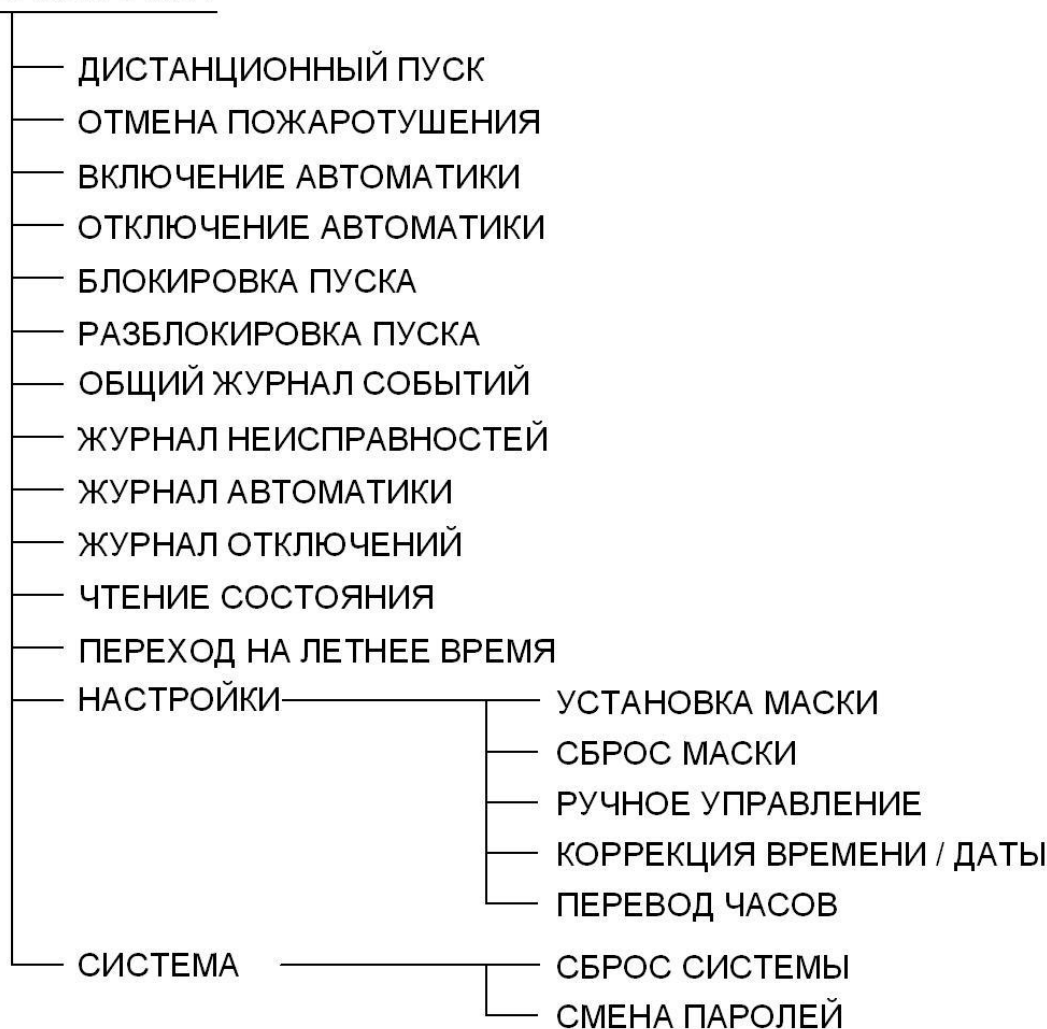 ДИСТАНЦИОННЫЙ ПУСК
ОТМЕНА ПОЖАРОТУШЕНИЯ
ВКЛЮЧЕНИЕ АВТОМАТИКИ
ОТКЛЮЧЕНИЕ АВТОМАТИКИ
БЛОКИРОВКА ПУСКА
РАЗБЛОКИРОВКА ПУСКА
ОБЩИЙ ЖУРНАЛ СОБЫТИЙ
ЖУРНАЛ НЕИСПРАВНОСТЕЙ
ЖУРНАЛ АВТОМАТИКИ
ЖУРНАЛ ОТКЛЮЧЕНИЙ
ЧТЕНИЕ СОСТОЯНИЯ
ПЕРЕХОД НА ЛЕТНЕЕ ВРЕМЯ
НАСТРОЙКИ
УСТАНОВКА МАСКИ
СБРОС МАСКИ
РУЧНОЕ УПРАВЛЕНИЕ
КОРРЕКЦИЯ ВРЕМЕНИ / ДАТЫ
ПЕРЕВОД ЧАСОВ
СИСТЕМА
СБРОС СИСТЕМЫ
СМЕНА ПАРОЛЕЙ